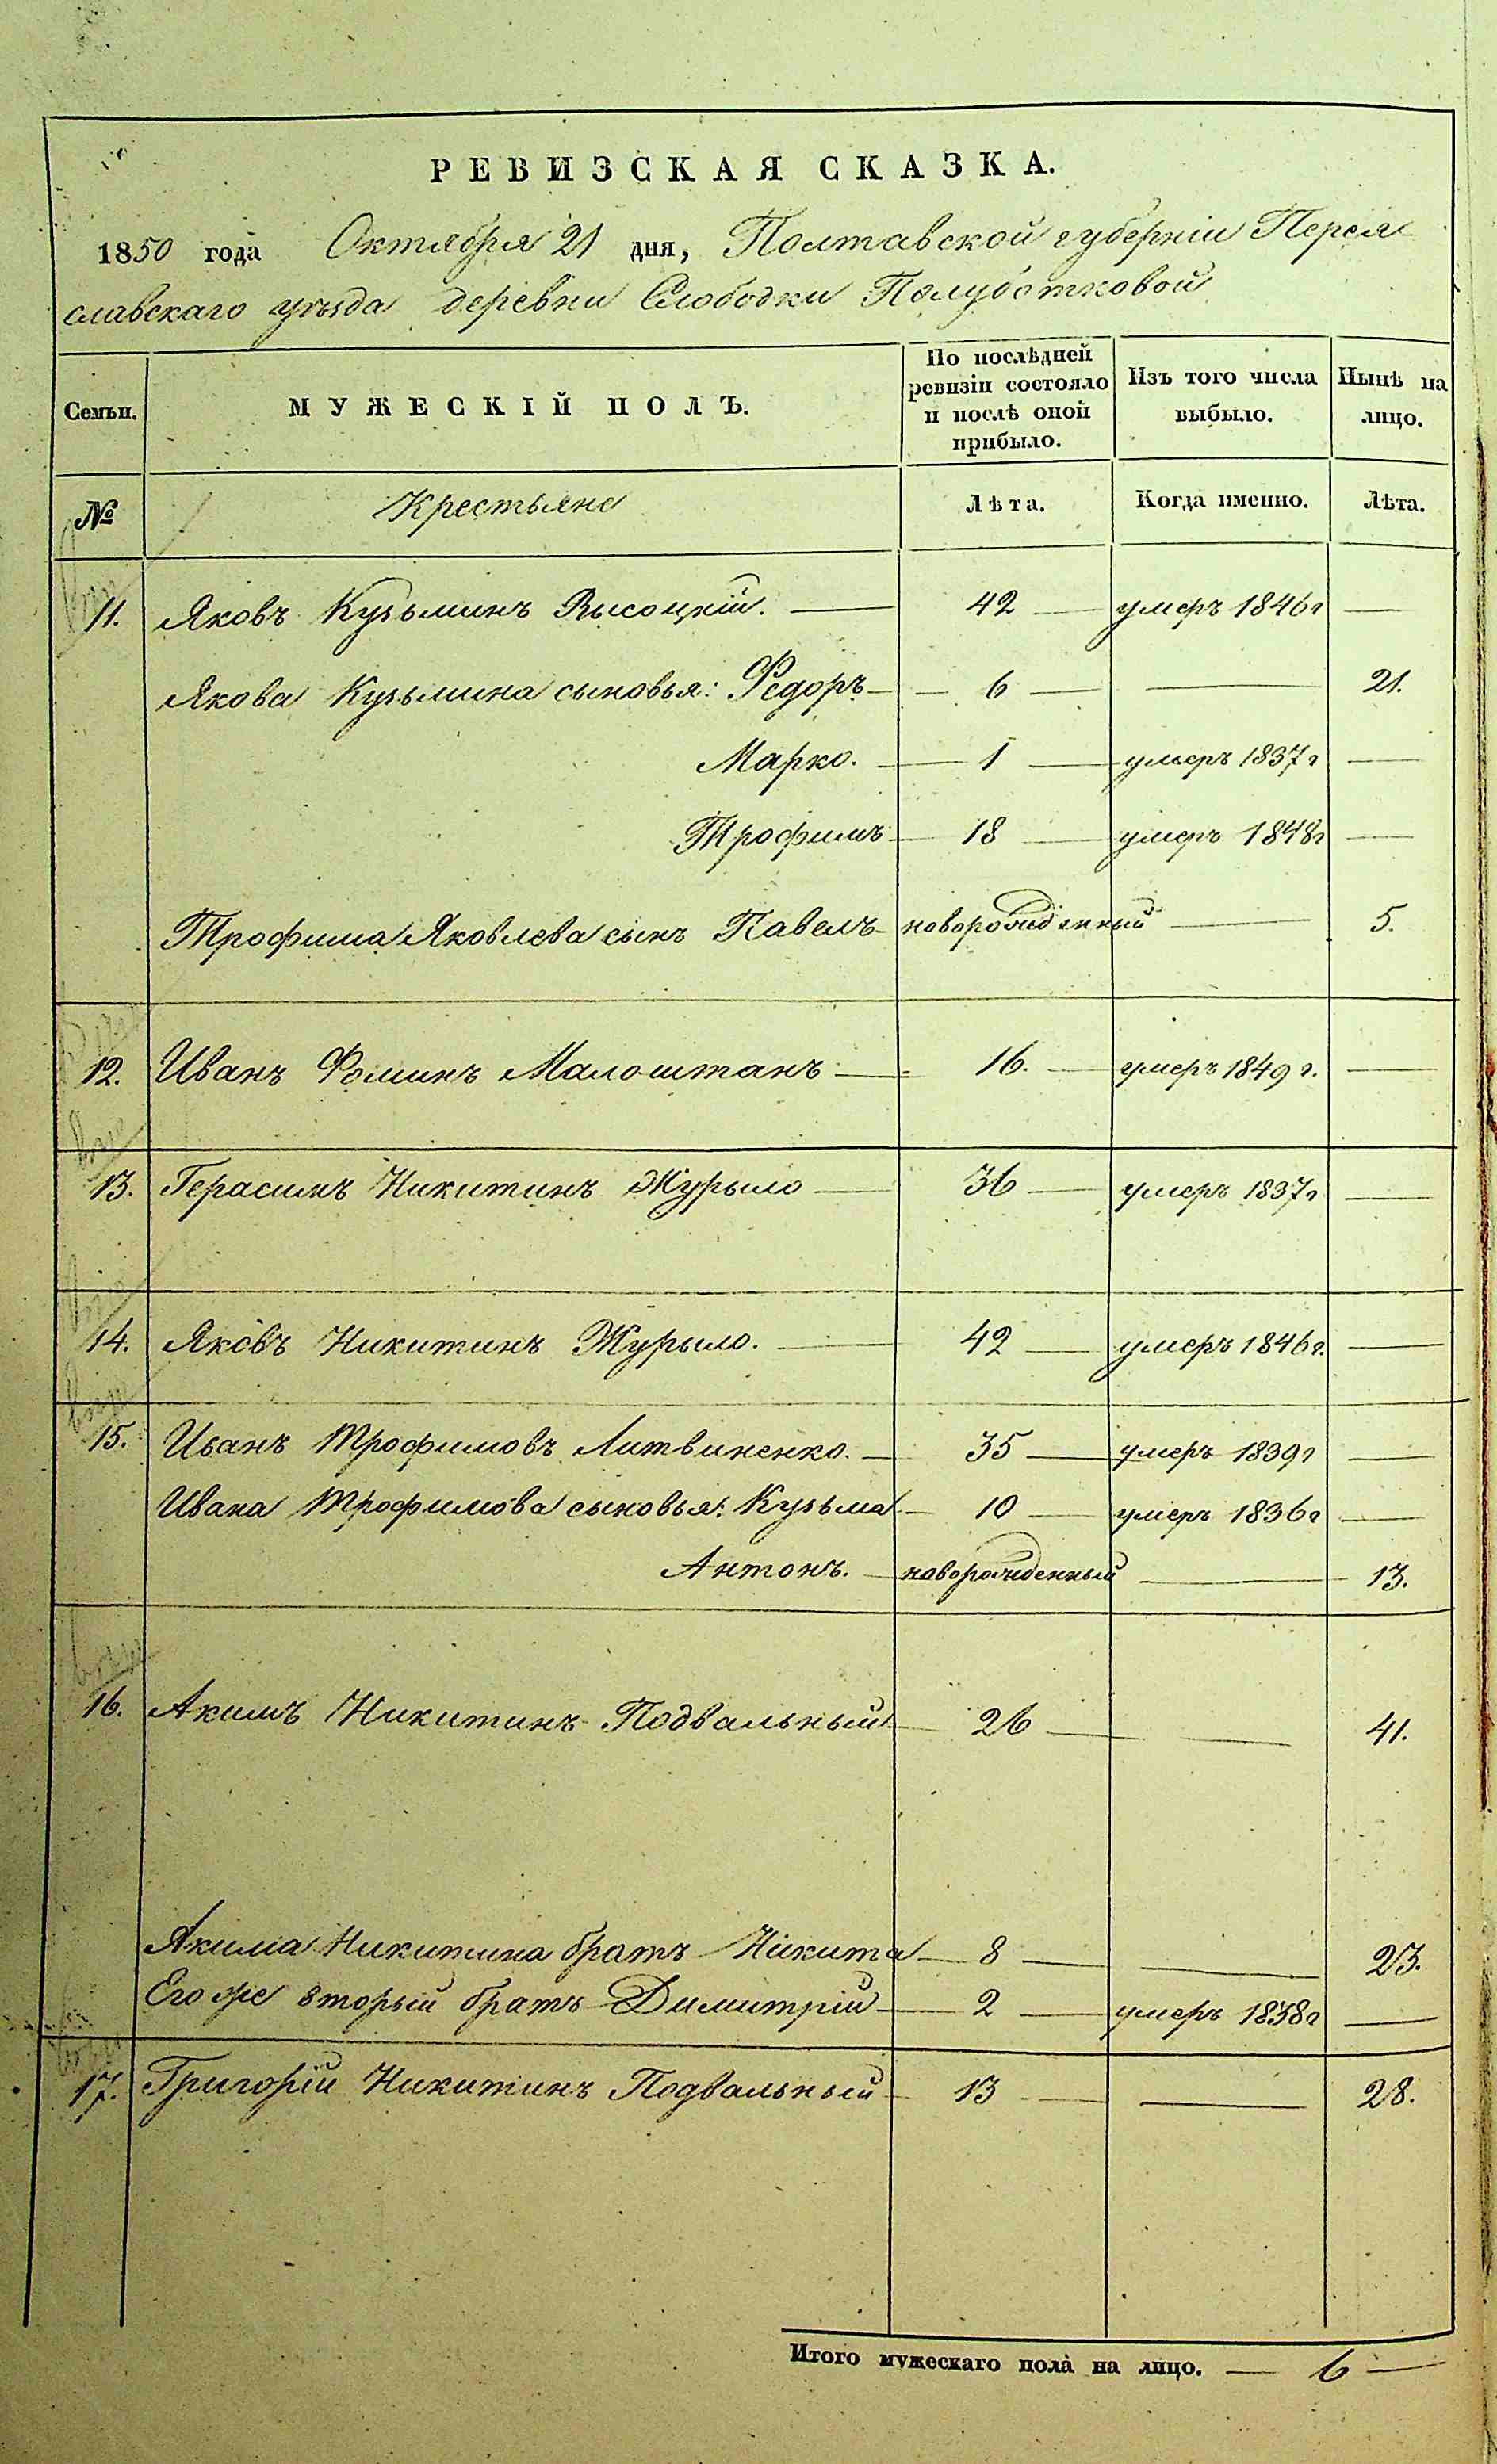 РЕВИЗСКАЯ СКАЗКА.
1850 года Октября 21 дня, Полтавской губерніи Перея
славскаго уѣзда деревни Слободки Полуботковой
Семьи. МУЖЕСКІЙ ПОЛЪ. По послѣдней ревизіи состояло и послѣ оной прибыло. Изъ того числа выбыло. Нынѣ на лицо.
№ Крестьяне Лѣта. Когда именно. Лѣта.
11. Яковъ Кузьминъ Высоцкій. — 42 — умеръ 1846 г —
Якова Кузьмина сыновья: Федоръ — 6 — — 21.
Марко. — 1 — умеръ 1837 г —
Трофимъ — 18 — умеръ 1848 г —
Трофима Яковлева сынъ Павелъ — новорожденный — 5.
12. Иванъ Фоминъ Малоштанъ — 16. — умеръ 1849 г. —
13. Герасимъ Никитинъ Журыло — 36 — умеръ 1837 г —
14. Яковъ Никитинъ Журыло. — 42 — умеръ 1846 г. —
15. Иванъ Трофимовъ Литвиненко. — 35 — умеръ 1839 г —
Ивана Трофимова сыновья: Кузьма — 10 — умеръ 1836 г —
Антонъ. — новорожденный — 13.
16. Акимъ Никитинъ Подвальный — 26 — — 41.
Акима Никитина братъ Никита — 8 — — 23.
Его же второй братъ Димитрій — 2 — умеръ 1838 г —
17. Григорій Никитинъ Подвальный — 13 — — 28.
Итого мужескаго пола на лицо. — 6 —